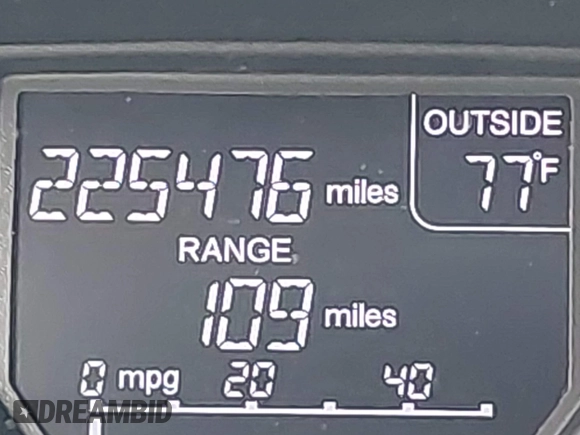 OUTSIDE
225476 miles
77°F
RANGE
109 miles
0 mpg 20 40
DREAMBID